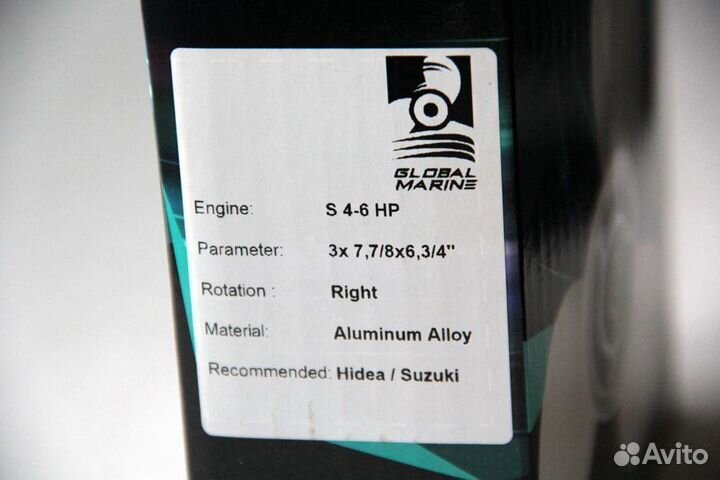 GLOBAL
MARINE
Engine: S 4-6 HP
Parameter: 3x 7,7/8x6,3/4"
Rotation : Right
Material: Aluminum Alloy
Recommended: Hidea / Suzuki
Avito